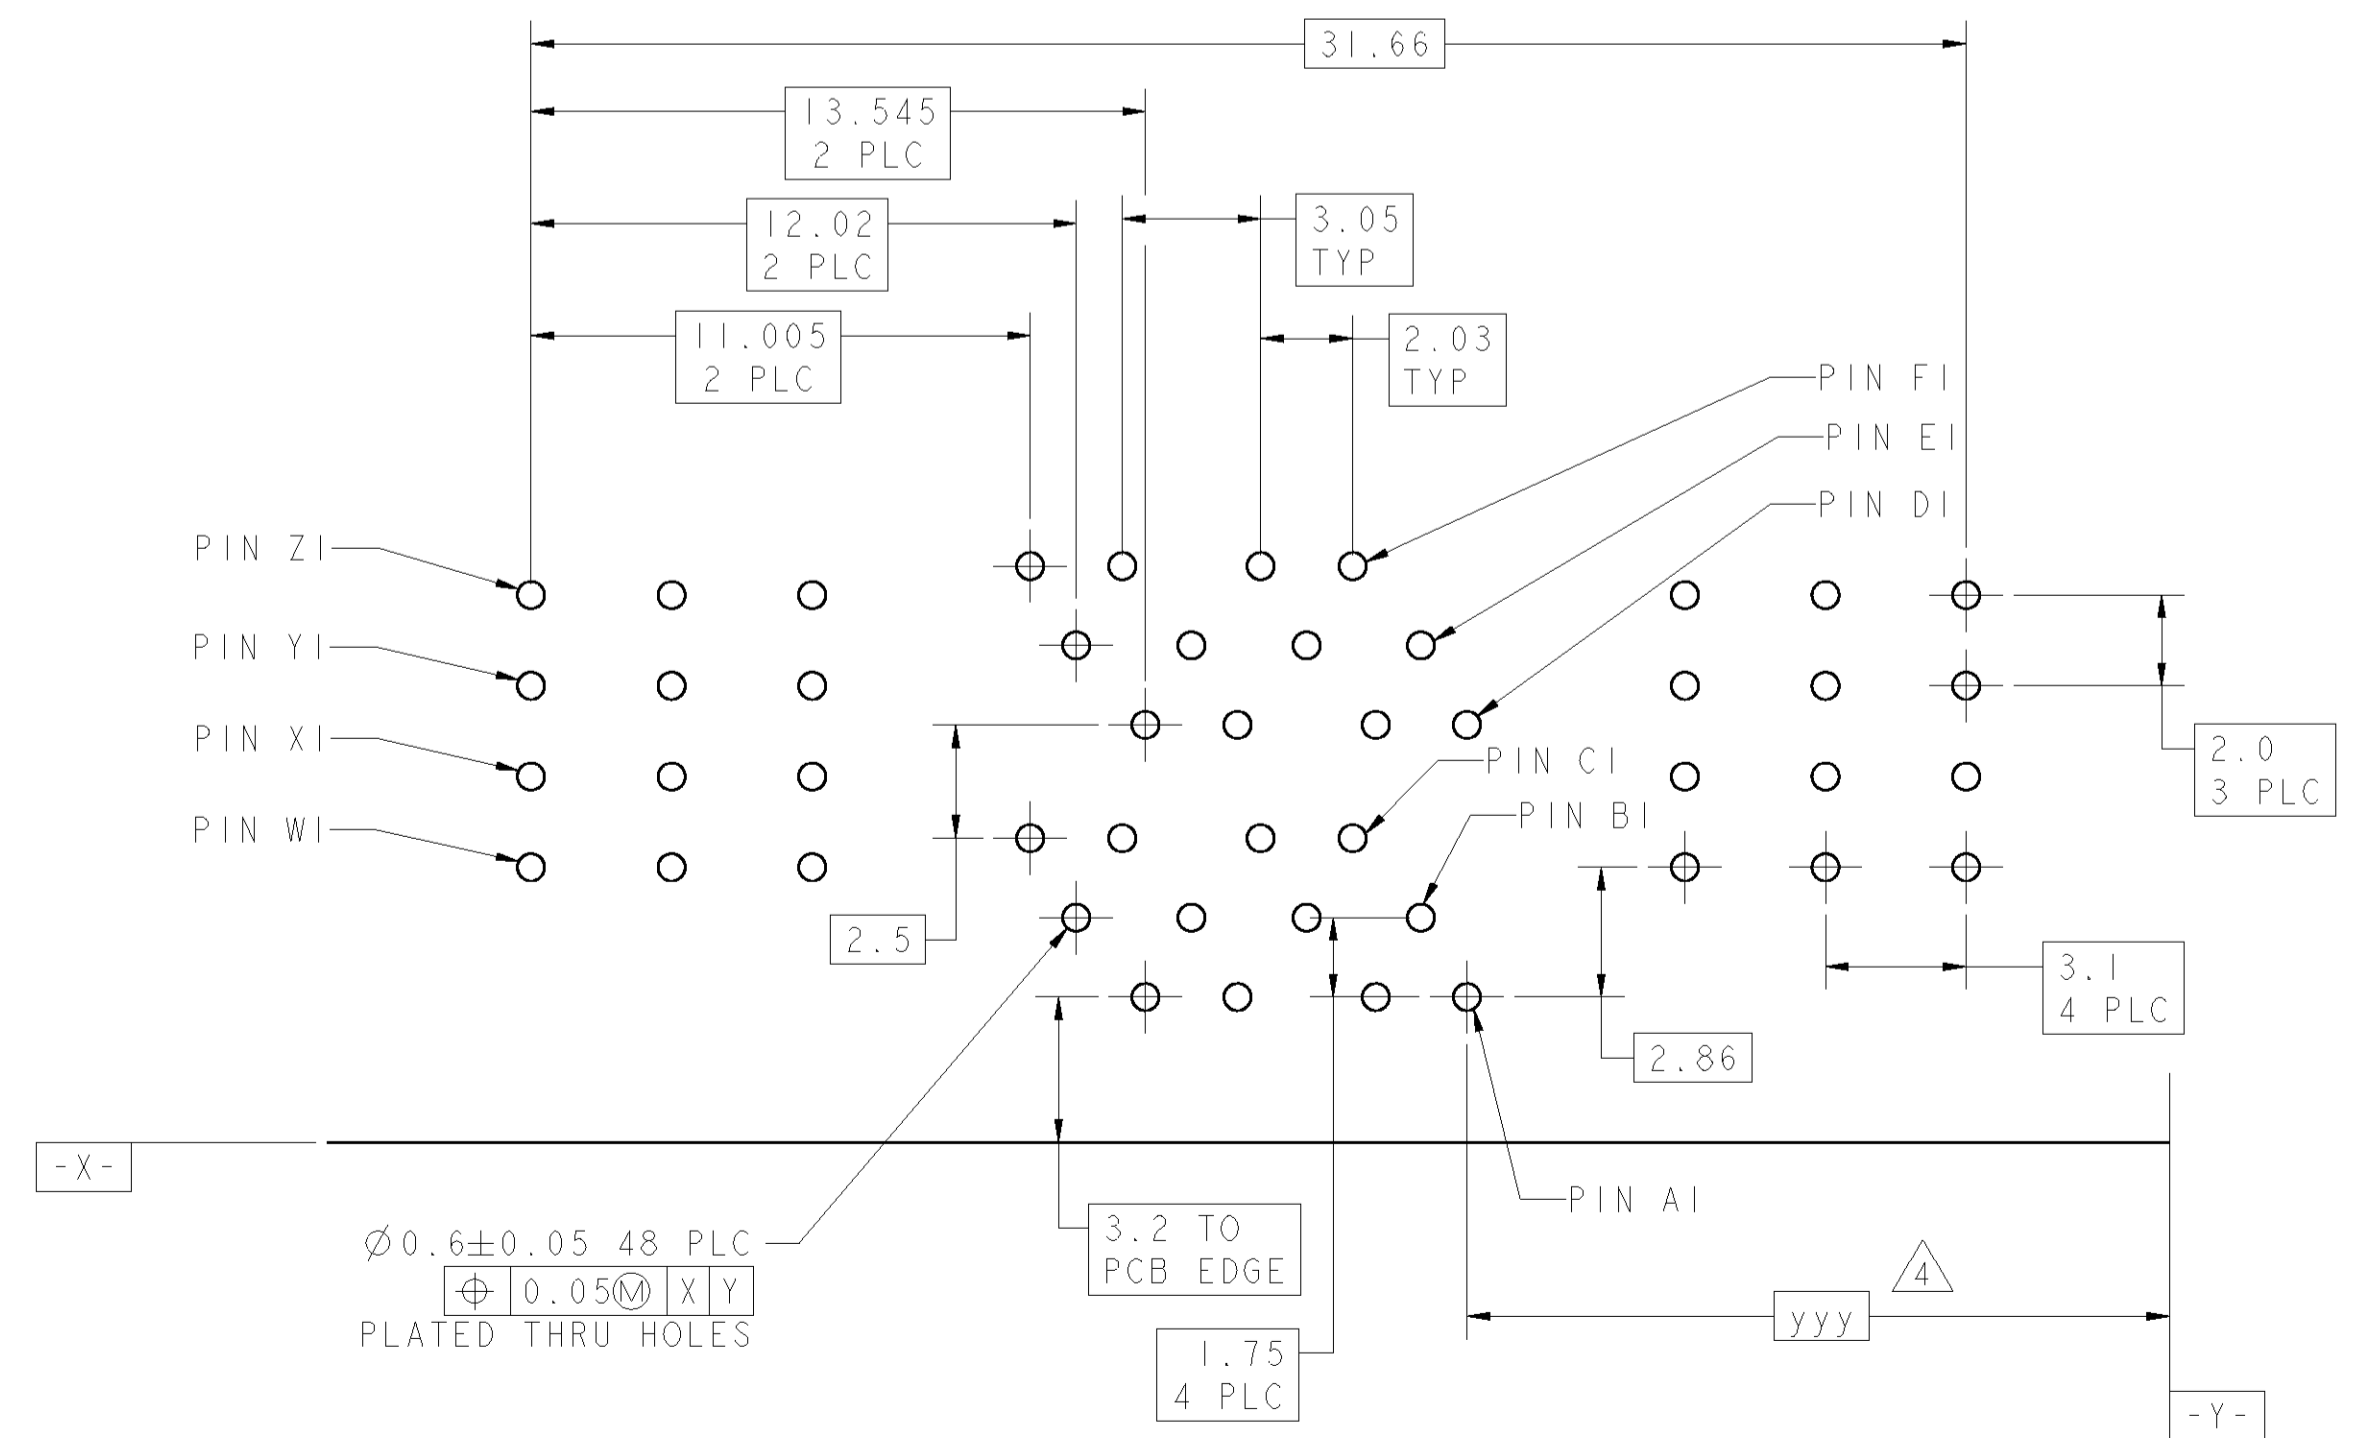 31.66
13.545
2 PLC
12.02
2 PLC
3.05
TYP
11.005
2 PLC
2.03
TYP
PIN F1
PIN E1
PIN D1
PIN Z1
PIN Y1
PIN X1
PIN W1
PIN C1
PIN B1
2.0
3 PLC
2.5
3.1
4 PLC
2.86
-X-
PIN A1
Ø0.6±0.05 48 PLC
⌖ 0.05Ⓜ X Y
PLATED THRU HOLES
3.2 TO
PCB EDGE
4
yyy
1.75
4 PLC
-Y-